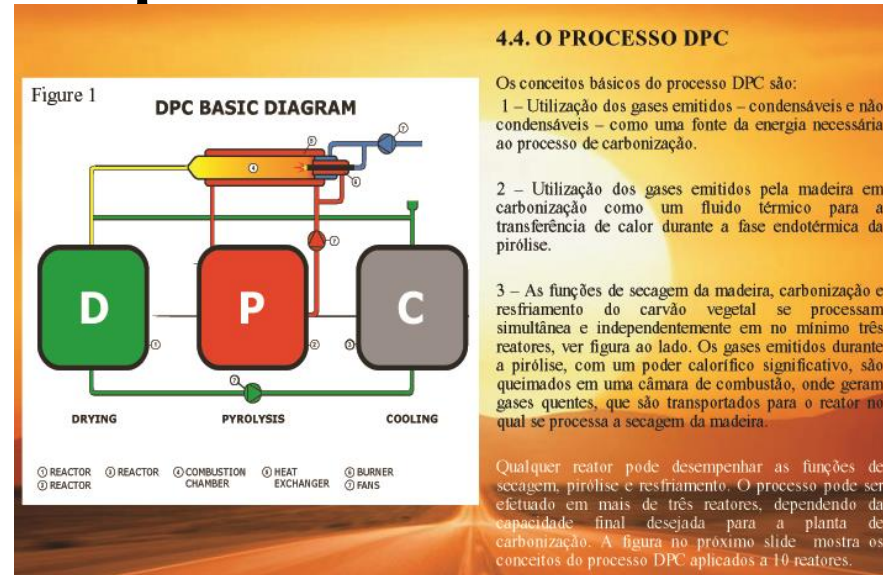 4.4. O PROCESSO DPC
Os conceitos básicos do processo DPC são:
1 – Utilização dos gases emitidos – condensáveis e não
condensáveis – como uma fonte da energia necessária
ao processo de carbonização.
2 – Utilização dos gases emitidos pela madeira em
carbonização como um fluido térmico para a
transferência de calor durante a fase endotérmica da
pirólise.
3 – As funções de secagem da madeira, carbonização e
resfriamento do carvão vegetal se processam
simultânea e independentemente em no mínimo três
reatores, ver figura ao lado. Os gases emitidos durante
a pirólise, com um poder calorífico significativo, são
queimados em uma câmara de combustão, onde geram
gases quentes, que são transportados para o reator no
qual se processa a secagem da madeira.
Qualquer reator pode desempenhar as funções de
secagem, pirólise e resfriamento. O processo pode ser
efetuado em mais de três reatores, dependendo da
capacidade final desejada para a planta de
carbonização. A figura no próximo slide mostra os
conceitos do processo DPC aplicados a 10 reatores.
Figure 1
DPC BASIC DIAGRAM
D P C
DRYING PYROLYSIS COOLING
① REACTOR ③ REACTOR ④ COMBUSTION CHAMBER ⑤ HEAT EXCHANGER ⑥ BURNER
② REACTOR ⑦ FANS